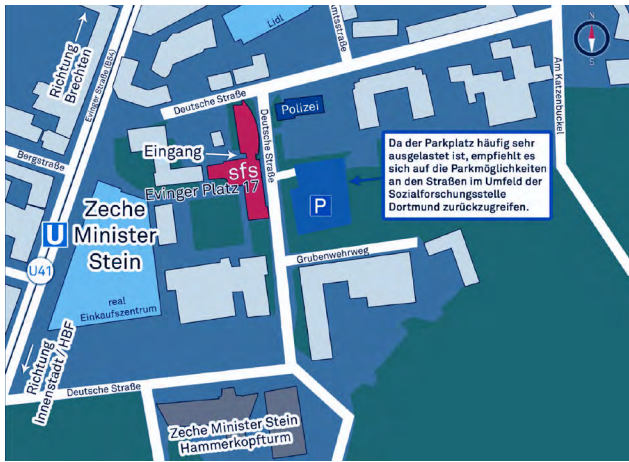 Lidl
Amtsstraße
N
S
Richtung
Brechten
Evinger Straße (B54)
Am Katzenbuckel
Deutsche Straße
Polizei
Deutsche Straße
Bergstraße
Eingang
sfs
Evinger Platz 17
Da der Parkplatz häufig sehr
ausgelastet ist, empfiehlt es
sich auf die Parkmöglichkeiten
an den Straßen im Umfeld der
Sozialforschungsstelle
Dortmund zurückzugreifen.
P
Zeche
Minister
Stein
U
U41
Grubenwehrweg
real
Einkaufszentrum
Richtung
Innenstadt/HBF
Deutsche Straße
Zeche Minister Stein
Hammerkopfturm